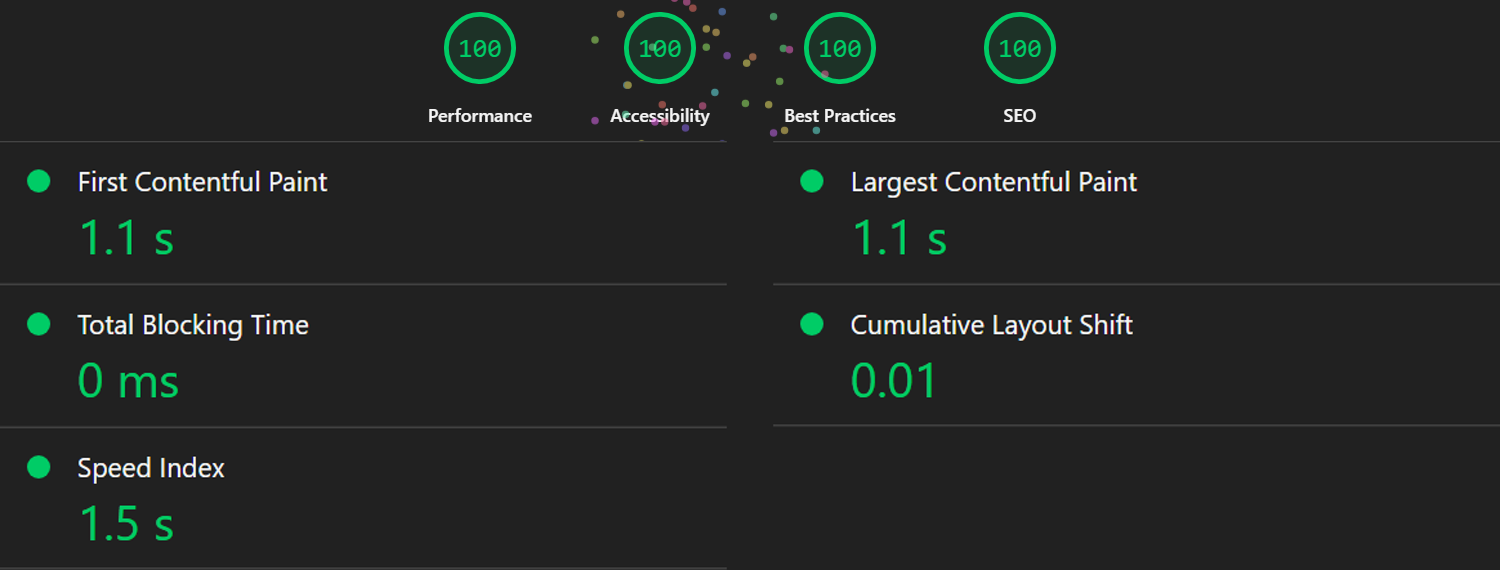 100 100 100 100
Performance Accessibility Best Practices SEO
First Contentful Paint Largest Contentful Paint
1.1 s 1.1 s
Total Blocking Time Cumulative Layout Shift
0 ms 0.01
Speed Index
1.5 s